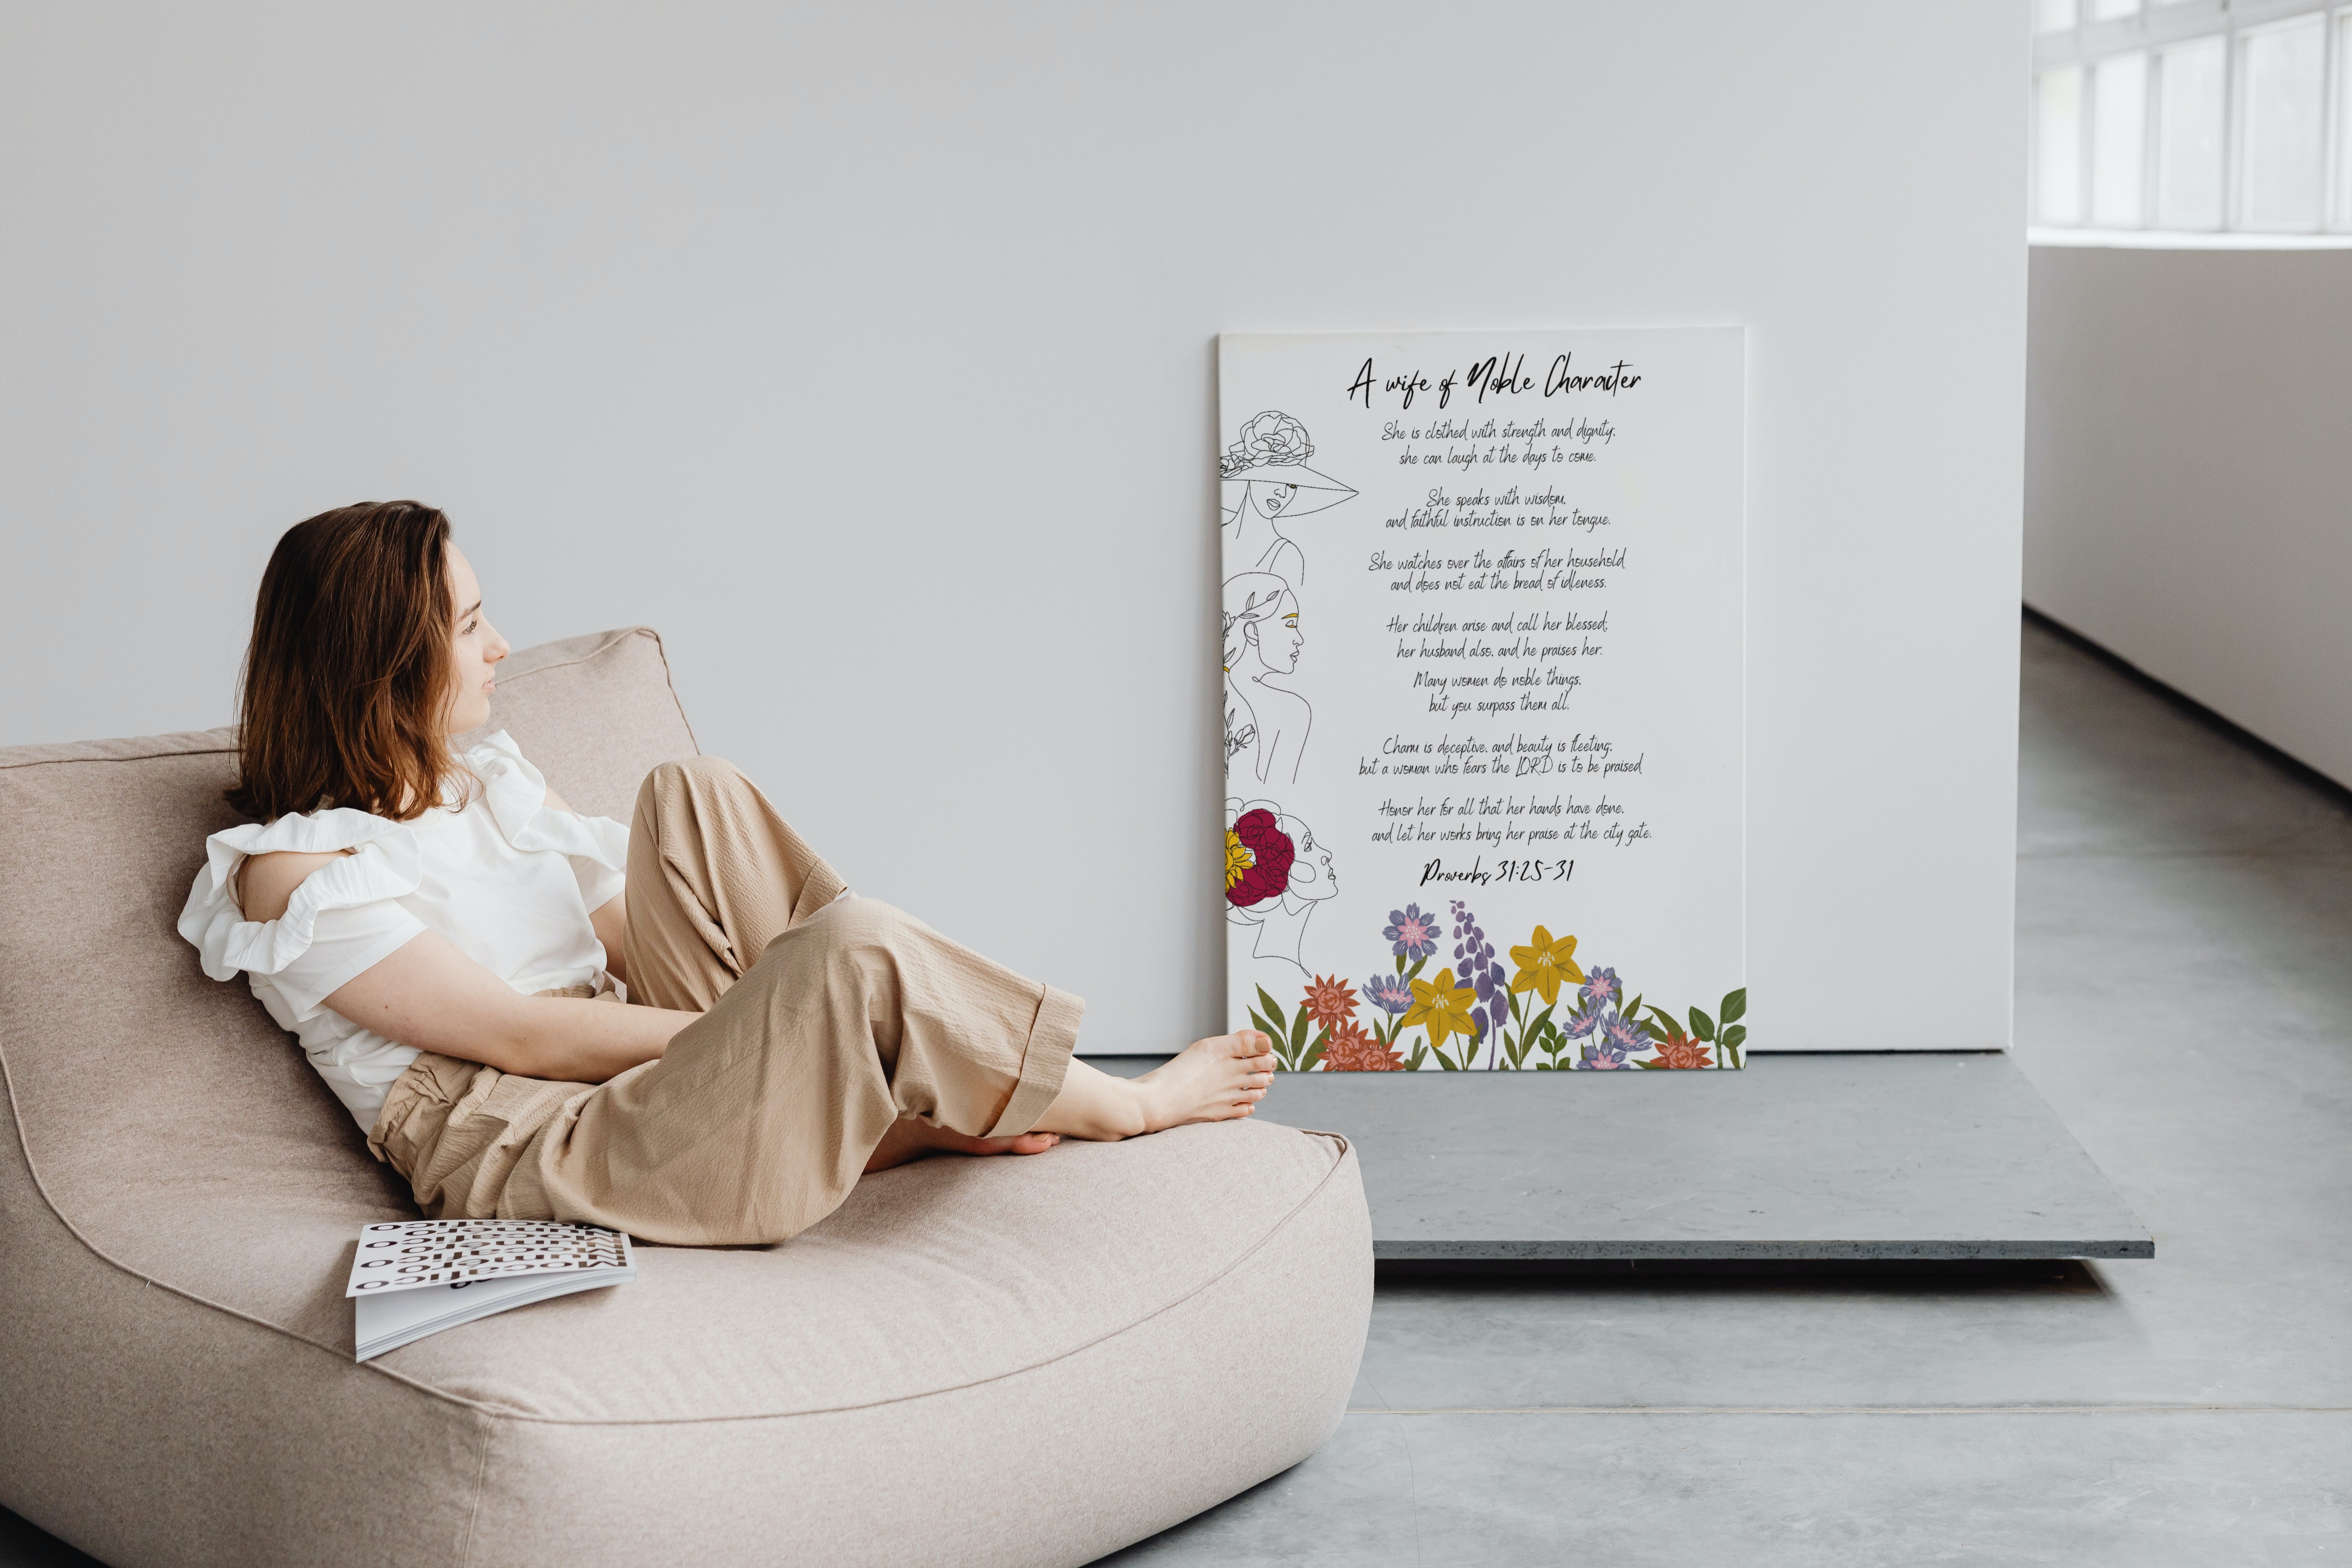 A wife of Noble Character
She is clothed with strength and dignity;
she can laugh at the days to come.
She speaks with wisdom,
and faithful instruction is on her tongue.
She watches over the affairs of her household
and does not eat the bread of idleness.
Her children arise and call her blessed;
her husband also, and he praises her:
Many women do noble things,
but you surpass them all.
Charm is deceptive, and beauty is fleeting;
but a woman who fears the LORD is to be praised
Honor her for all that her hands have done,
and let her works bring her praise at the city gate.
Proverbs 31:25-31